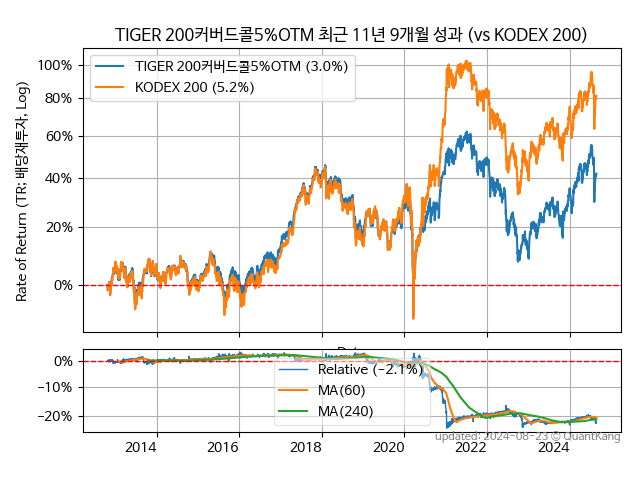 TIGER 200커버드콜5%OTM 최근 11년 9개월 성과 (vs KODEX 200)
Rate of Return (TR; 배당재투자, Log)
100%
80%
60%
40%
20%
0%
TIGER 200커버드콜5%OTM (3.0%)
KODEX 200 (5.2%)
0%
−10%
−20%
Relative (−2.1%)
MA(60)
MA(240)
2014
2016
2018
2020
2022
2024
updated: 2024-08-23 © QuantKang